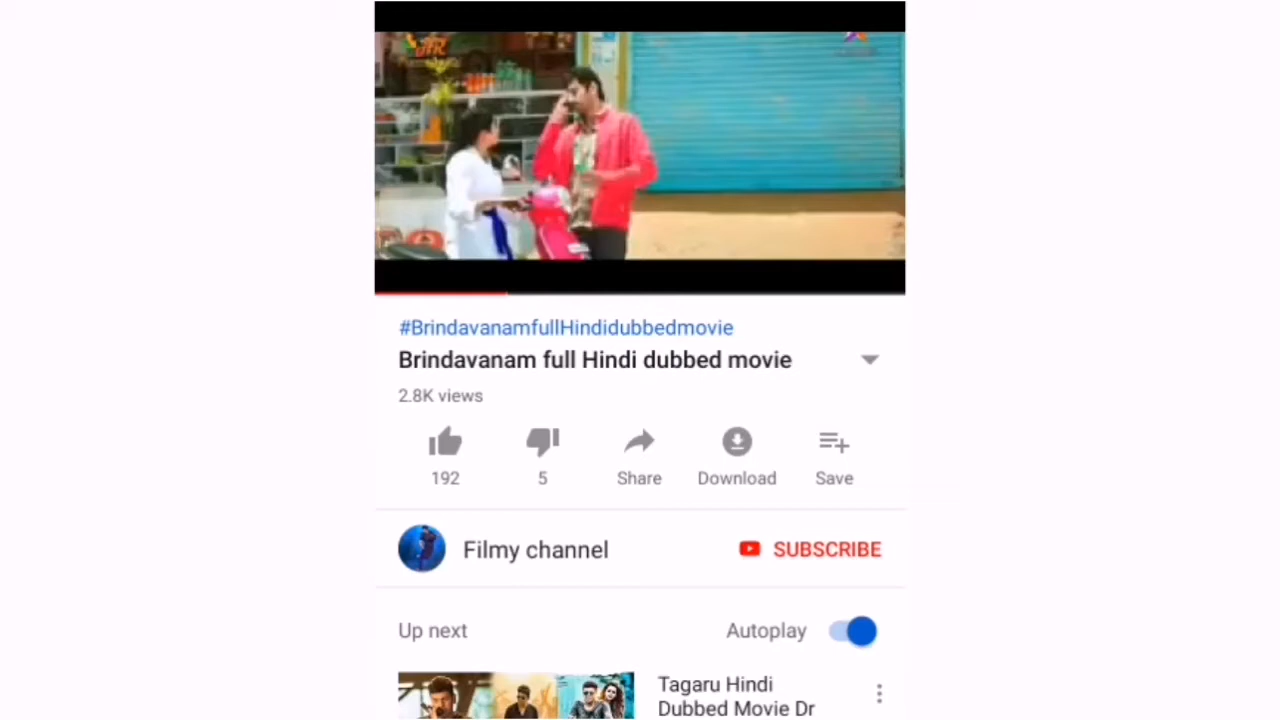 #BrindavanamfullHindidubbedmovie
Brindavanam full Hindi dubbed movie
2.8K views
192
5
Share
Download
Save
Filmy channel
SUBSCRIBE
Up next
Autoplay
Tagaru Hindi
Dubbed Movie Dr